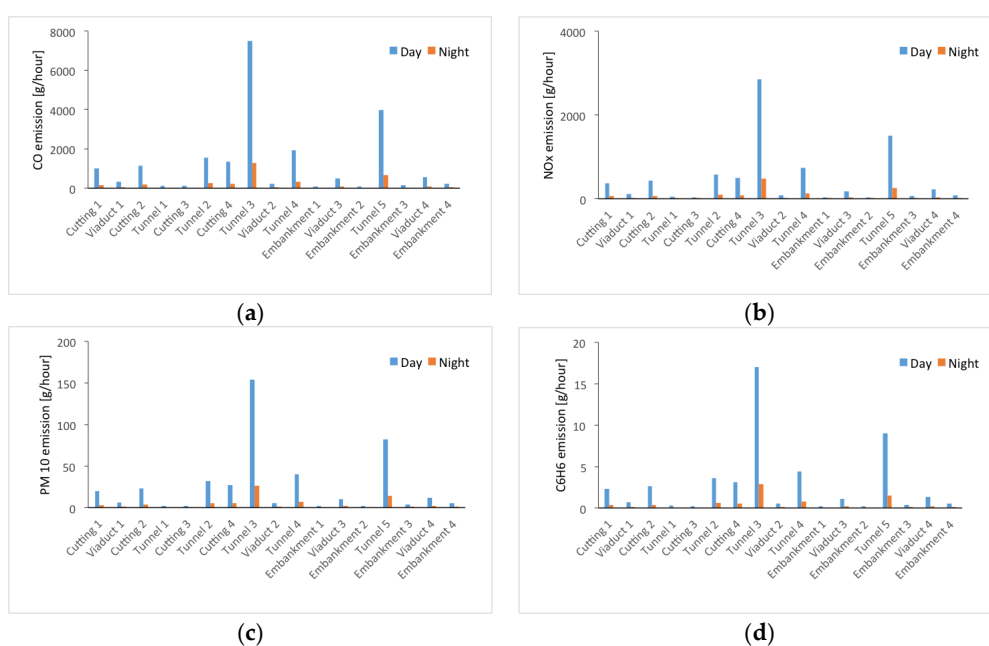 8000
6000
4000
2000
0
CO emission [g/hour]
Day Night
Cutting 1
Viaduct 1
Cutting 2
Tunnel 1
Cutting 3
Tunnel 2
Cutting 4
Tunnel 3
Viaduct 2
Tunnel 4
Embankment 1
Viaduct 3
Embankment 2
Tunnel 5
Embankment 3
Viaduct 4
Embankment 4
(a)
4000
2000
0
NOx emission [g/hour]
Day Night
Cutting 1
Viaduct 1
Cutting 2
Tunnel 1
Cutting 3
Tunnel 2
Cutting 4
Tunnel 3
Viaduct 2
Tunnel 4
Embankment 1
Viaduct 3
Embankment 2
Tunnel 5
Embankment 3
Viaduct 4
Embankment 4
(b)
200
150
100
50
0
PM 10 emission [g/hour]
Day Night
Cutting 1
Viaduct 1
Cutting 2
Tunnel 1
Cutting 3
Tunnel 2
Cutting 4
Tunnel 3
Viaduct 2
Tunnel 4
Embankment 1
Viaduct 3
Embankment 2
Tunnel 5
Embankment 3
Viaduct 4
Embankment 4
(c)
20
15
10
5
0
C6H6 emission [g/hour]
Day Night
Cutting 1
Viaduct 1
Cutting 2
Tunnel 1
Cutting 3
Tunnel 2
Cutting 4
Tunnel 3
Viaduct 2
Tunnel 4
Embankment 1
Viaduct 3
Embankment 2
Tunnel 5
Embankment 3
Viaduct 4
Embankment 4
(d)